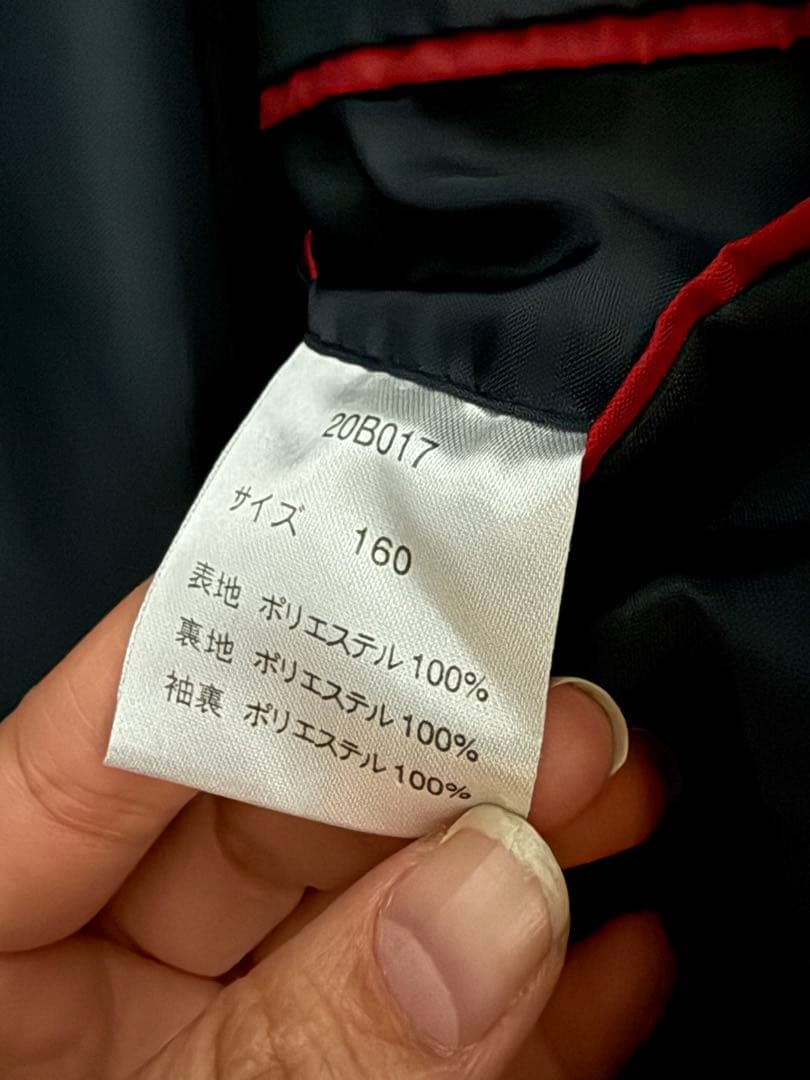 20B017
サイズ 160
表地 ポリエステル100%
裏地 ポリエステル100%
袖裏 ポリエステル100%